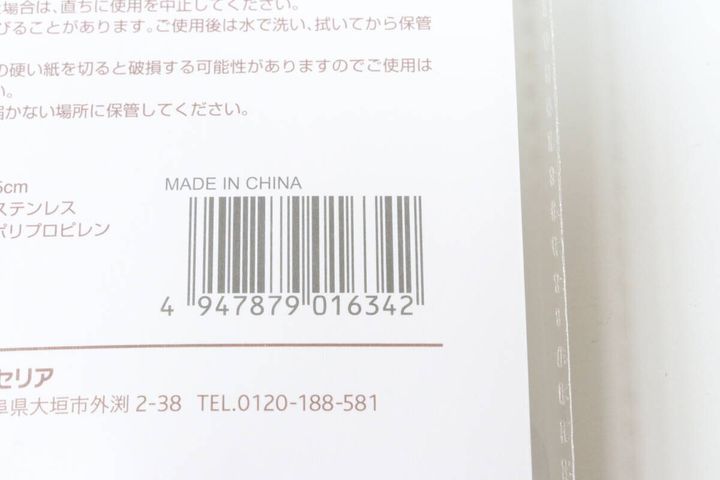 場合は、直ちに使用を中止してください。
びることがあります。ご使用後は水で洗い、拭いてから保管
の硬い紙を切ると破損する可能性がありますのでご使用は
い。
届かない場所に保管してください。
5cm
ステンレス
ポリプロピレン
MADE IN CHINA
4 947879 016342
セリア
阜県大垣市外渕 2-38 TEL.0120-188-581